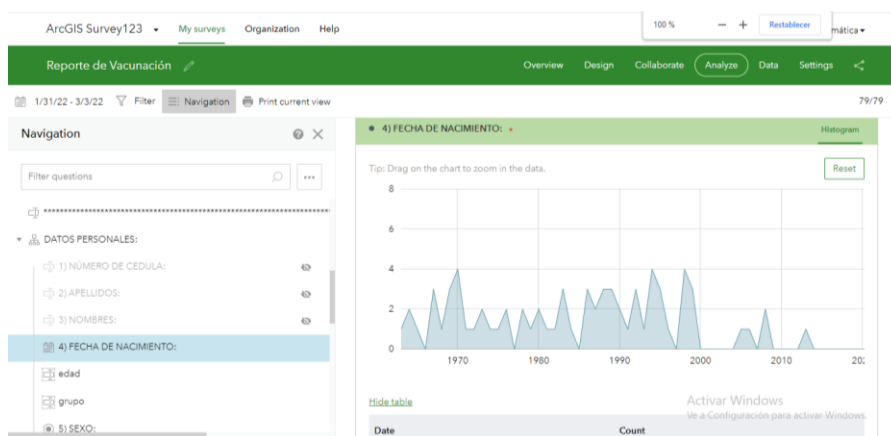 ArcGIS Survey123 My surveys Organization Help
100 % − + Restablecer
mática
Reporte de Vacunación Overview Design Collaborate Analyze Data Settings
1/31/22 - 3/3/22 Filter Navigation Print current view 79/79
Navigation
Filter questions
***********************************************************************
DATOS PERSONALES:
1) NÚMERO DE CEDULA:
2) APELLIDOS:
3) NOMBRES:
4) FECHA DE NACIMIENTO:
edad
grupo
5) SEXO:
4) FECHA DE NACIMIENTO: Histogram
Tip: Drag on the chart to zoom in the data. Reset
8
6
4
2
0
1970 1980 1990 2000 2010
Hide table
Date Count
Activar Windows
Ve a Configuración para activar Windows.